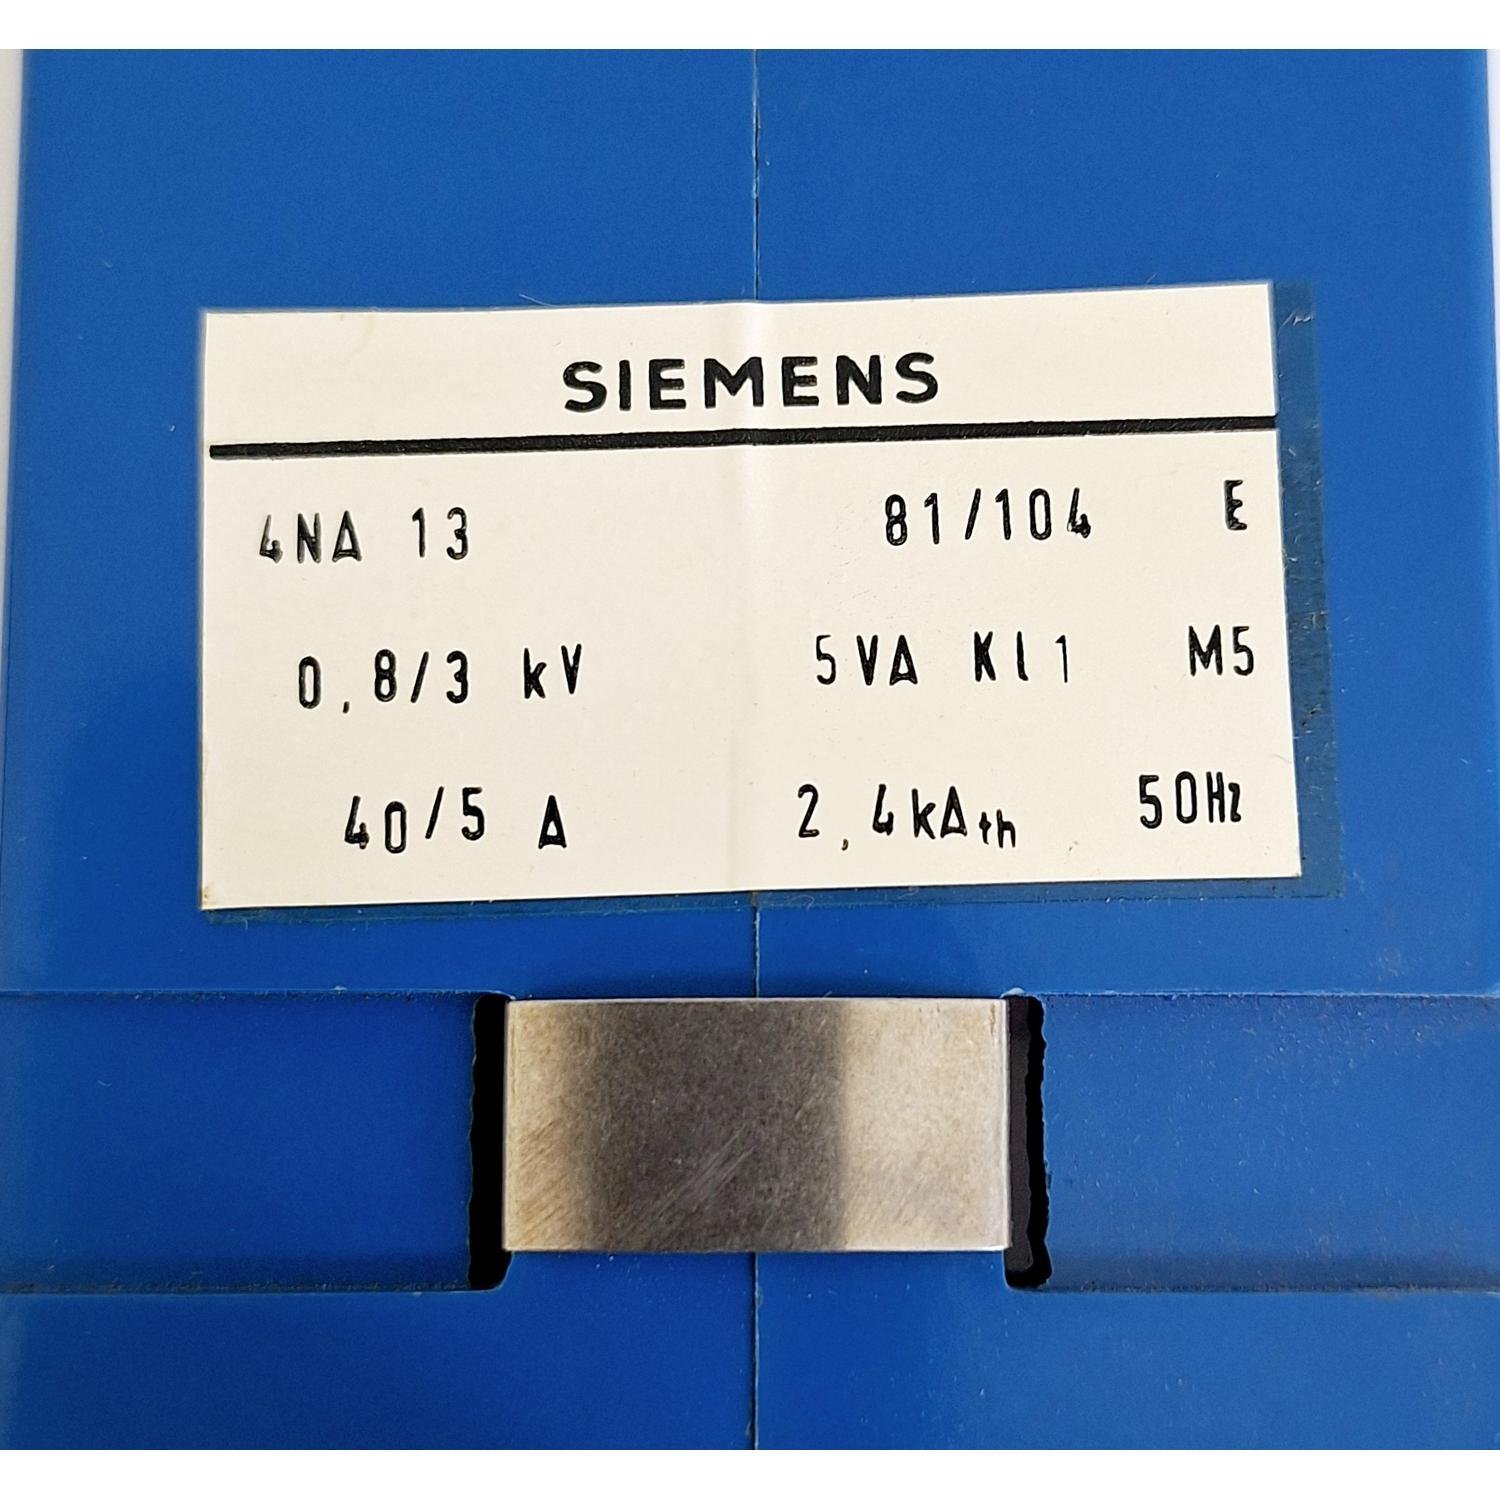 SIEMENS
4NA 13 81/104 E
0,8/3 kV 5VA Kl1 M5
40/5 A 2,4kAth 50Hz